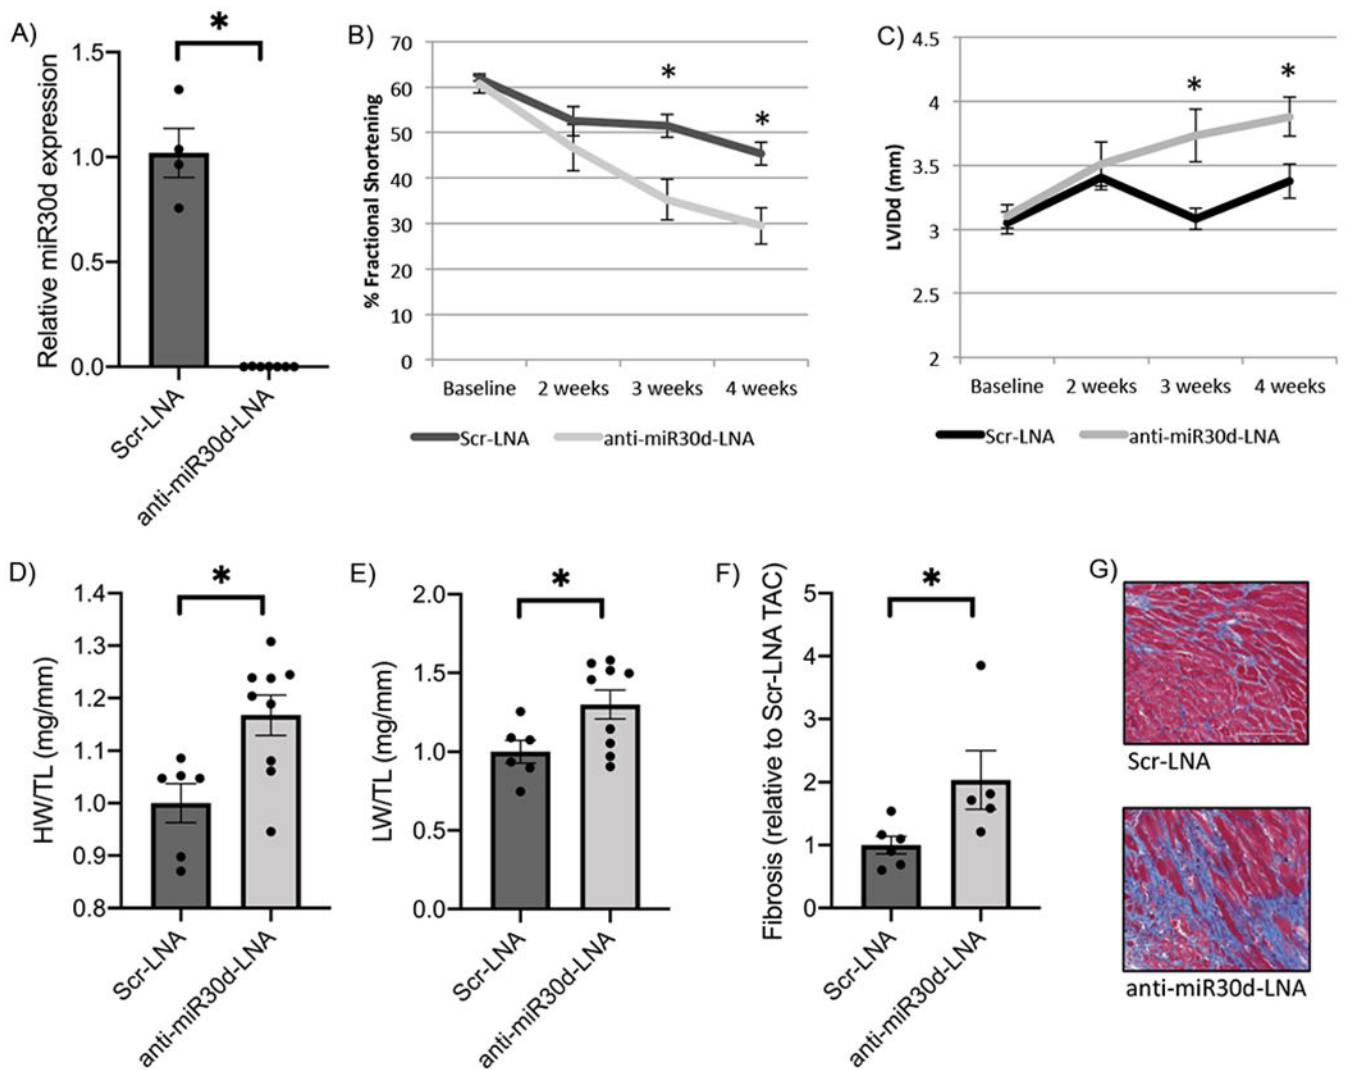 A)
*
Relative miR30d expression
1.5
1.0
0.5
0.0
Scr-LNA
anti-miR30d-LNA
B)
% Fractional Shortening
70
60
50
40
30
20
10
0
*
*
Baseline 2 weeks 3 weeks 4 weeks
Scr-LNA anti-miR30d-LNA
C)
LVIDd (mm)
4.5
4
3.5
3
2.5
2
*
*
Baseline 2 weeks 3 weeks 4 weeks
Scr-LNA anti-miR30d-LNA
D)
*
HW/TL (mg/mm)
1.4
1.3
1.2
1.1
1.0
0.9
0.8
Scr-LNA
anti-miR30d-LNA
E)
*
LW/TL (mg/mm)
2.0
1.5
1.0
0.5
0.0
Scr-LNA
anti-miR30d-LNA
F)
*
Fibrosis (relative to Scr-LNA TAC)
5
4
3
2
1
0
Scr-LNA
anti-miR30d-LNA
G)
Scr-LNA
anti-miR30d-LNA